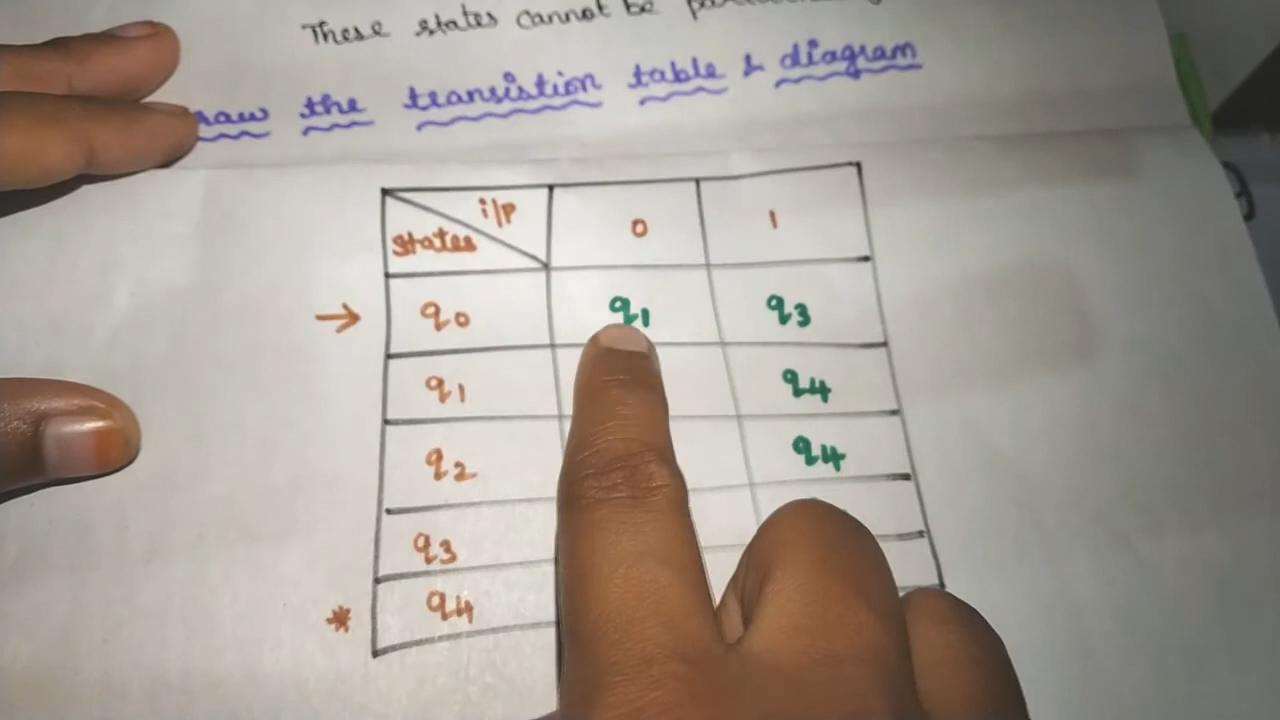 These states cannot be
the transistion table & diagram
i/p
states 0 1
→ q0 q1 q3
q1 q4
q2 q4
q3
* q4